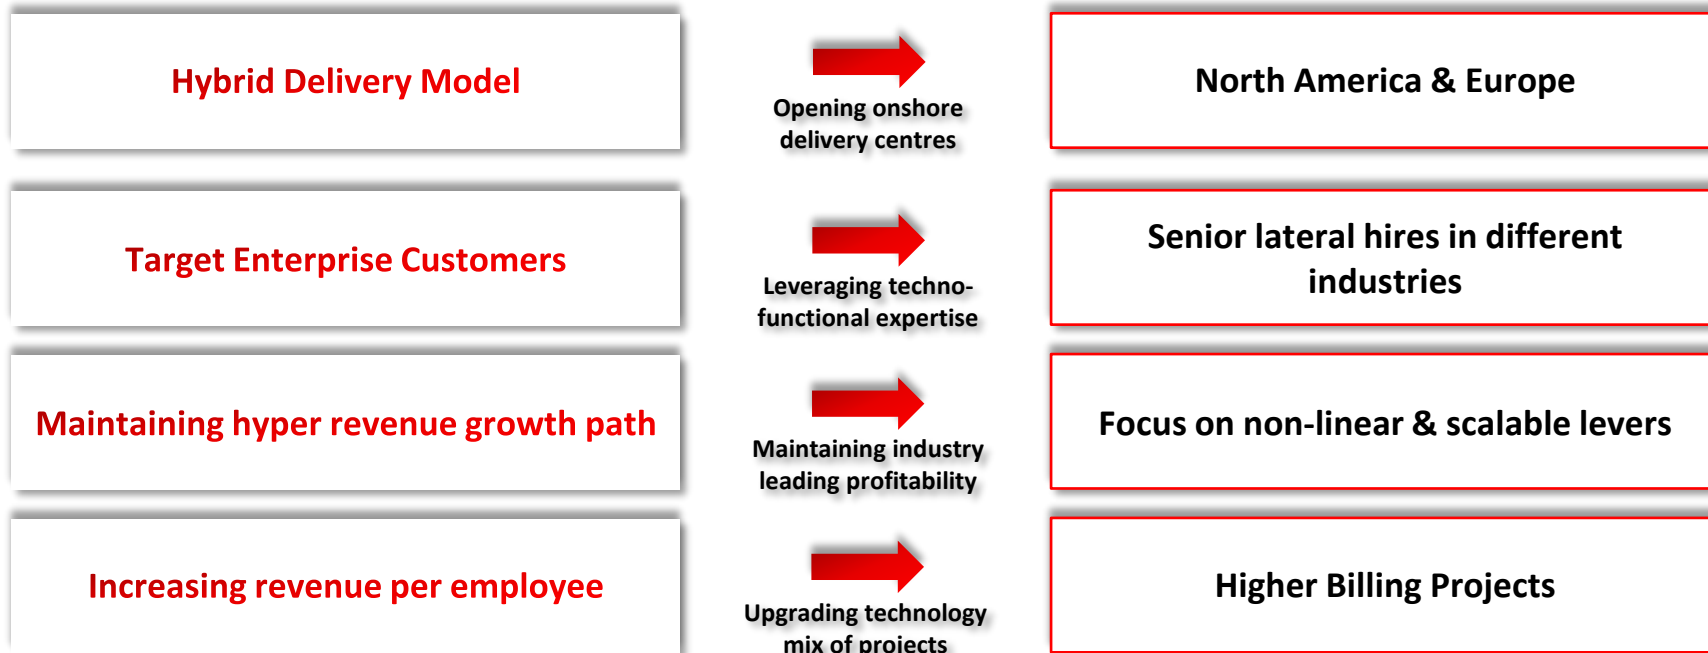 Hybrid Delivery Model
Opening onshore
delivery centres
North America & Europe
Target Enterprise Customers
Leveraging techno-
functional expertise
Senior lateral hires in different
industries
Maintaining hyper revenue growth path
Maintaining industry
leading profitability
Focus on non-linear & scalable levers
Increasing revenue per employee
Upgrading technology
mix of projects
Higher Billing Projects